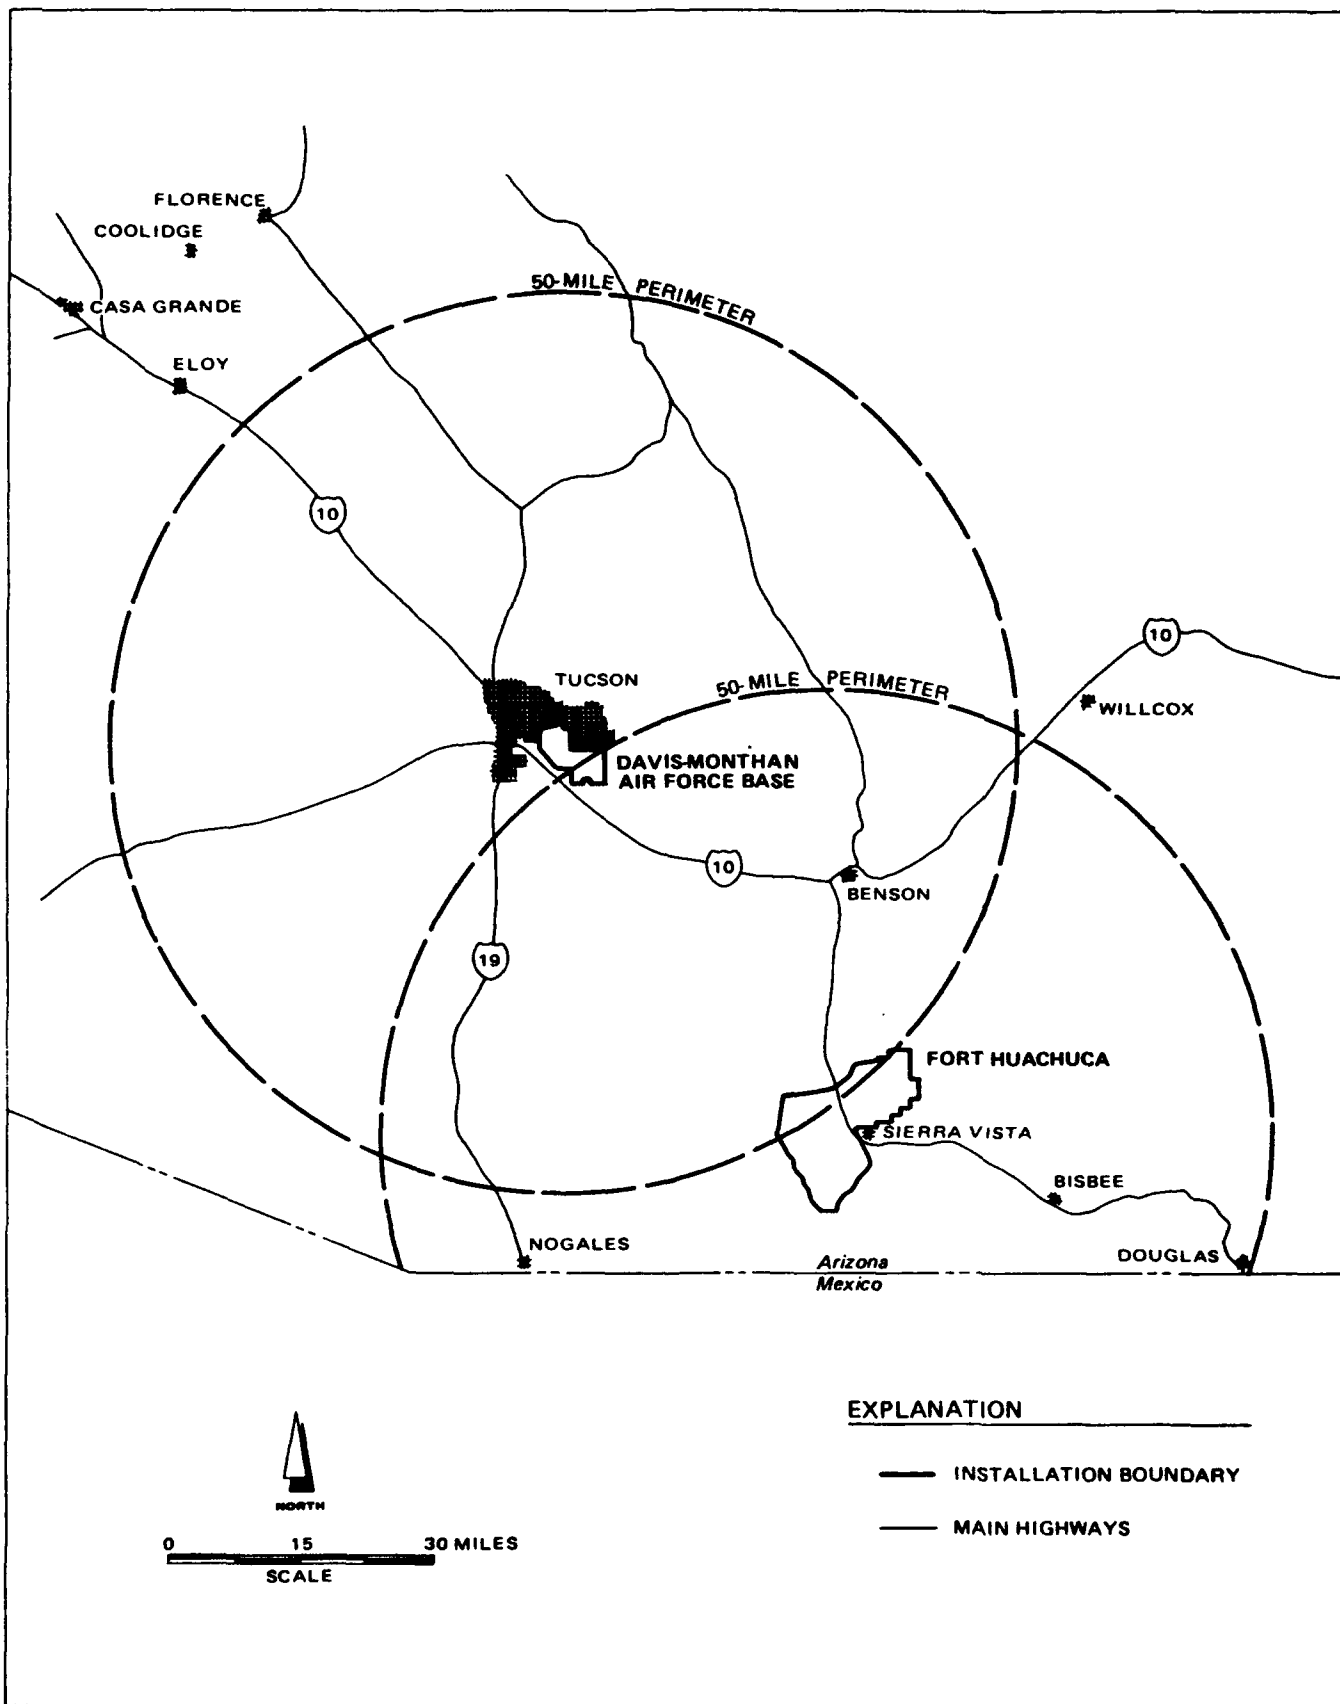 FLORENCE
COOLIDGE
50-MILE PERIMETER
CASA GRANDE
ELOY
10
10
TUCSON
50-MILE PERIMETER
WILLCOX
DAVIS-MONTHAN
AIR FORCE BASE
10
BENSON
19
FORT HUACHUCA
SIERRA VISTA
BISBEE
NOGALES
DOUGLAS
Arizona
Mexico
EXPLANATION
INSTALLATION BOUNDARY
MAIN HIGHWAYS
NORTH
0 15 30 MILES
SCALE